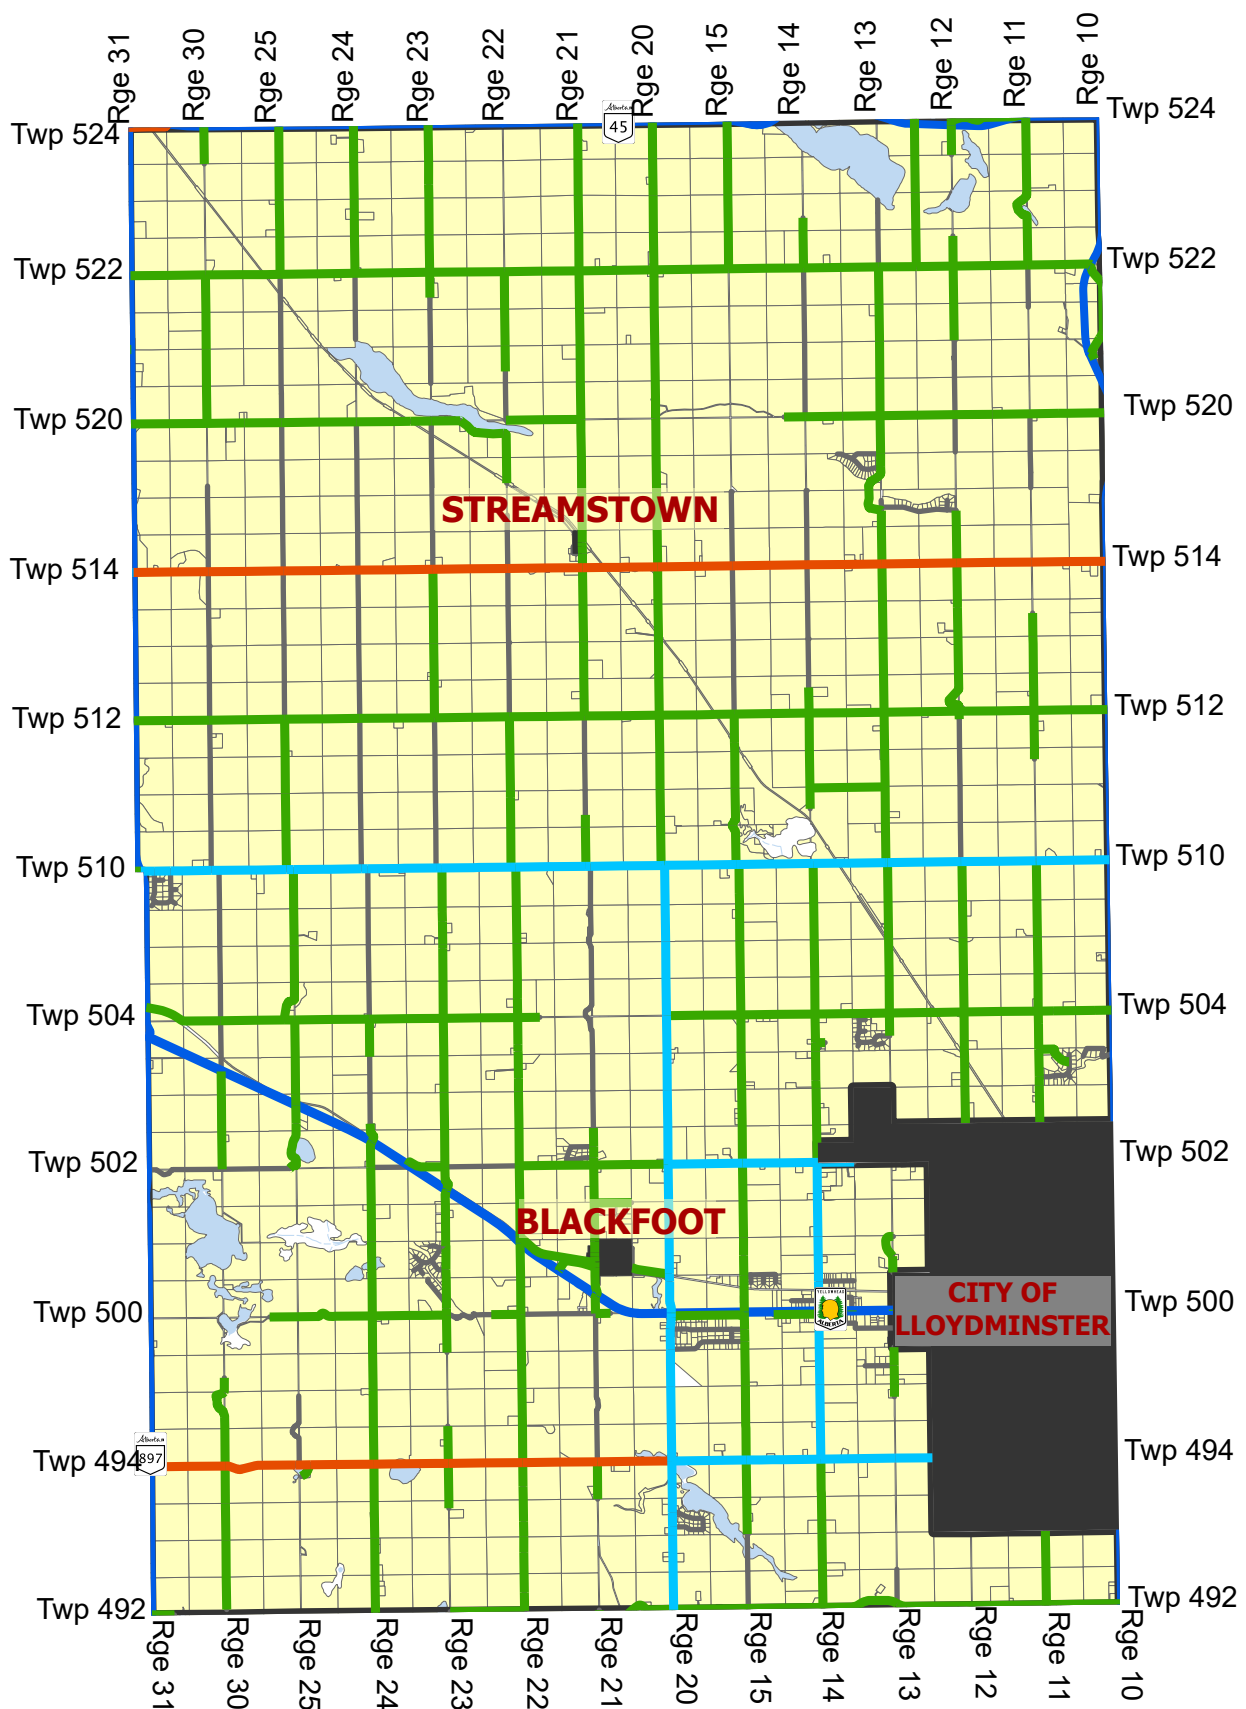 Rge 31
Rge 30
Rge 25
Rge 24
Rge 23
Rge 22
Rge 21
Rge 20
Rge 15
Rge 14
Rge 13
Rge 12
Rge 11
Rge 10
Alberta
45
Twp 524
Twp 524
Twp 522
Twp 522
Twp 520
Twp 520
STREAMSTOWN
Twp 514
Twp 514
Twp 512
Twp 512
Twp 510
Twp 510
Twp 504
Twp 504
Twp 502
Twp 502
BLACKFOOT
Twp 500
Twp 500
CITY OF
LLOYDMINSTER
YELLOWHEAD
ALBERTA
Alberta
897
Twp 494
Twp 494
Twp 492
Twp 492
Rge 31
Rge 30
Rge 25
Rge 24
Rge 23
Rge 22
Rge 21
Rge 20
Rge 15
Rge 14
Rge 13
Rge 12
Rge 11
Rge 10